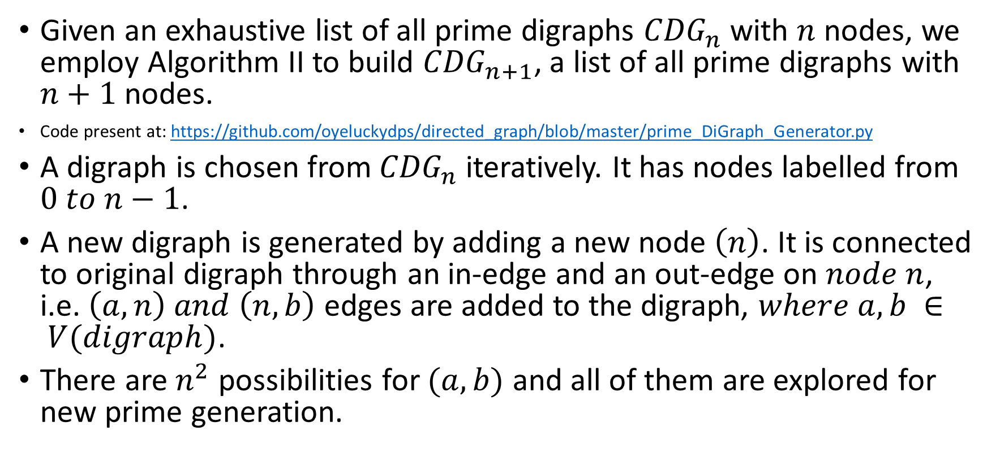 • Given an exhaustive list of all prime digraphs CDGₙ with n nodes, we
employ Algorithm II to build CDGₙ₊₁, a list of all prime digraphs with
n + 1 nodes.
• Code present at: https://github.com/oyeluckydps/directed_graph/blob/master/prime_DiGraph_Generator.py
• A digraph is chosen from CDGₙ iteratively. It has nodes labelled from
0 to n − 1.
• A new digraph is generated by adding a new node (n). It is connected
to original digraph through an in-edge and an out-edge on node n,
i.e. (a, n) and (n, b) edges are added to the digraph, where a, b ∈
V(digraph).
• There are n² possibilities for (a, b) and all of them are explored for
new prime generation.